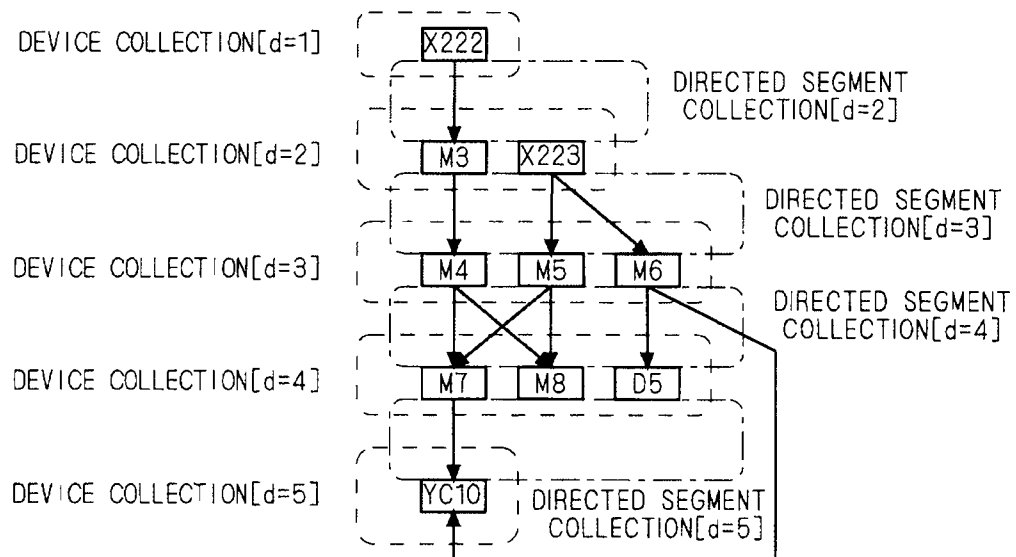 DEVICE COLLECTION[d=1]
X222
DIRECTED SEGMENT
COLLECTION[d=2]
DEVICE COLLECTION[d=2]
M3
X223
DIRECTED SEGMENT
COLLECTION[d=3]
DEVICE COLLECTION[d=3]
M4
M5
M6
DIRECTED SEGMENT
COLLECTION[d=4]
DEVICE COLLECTION[d=4]
M7
M8
D5
DEVICE COLLECTION[d=5]
YC10
DIRECTED SEGMENT
COLLECTION[d=5]